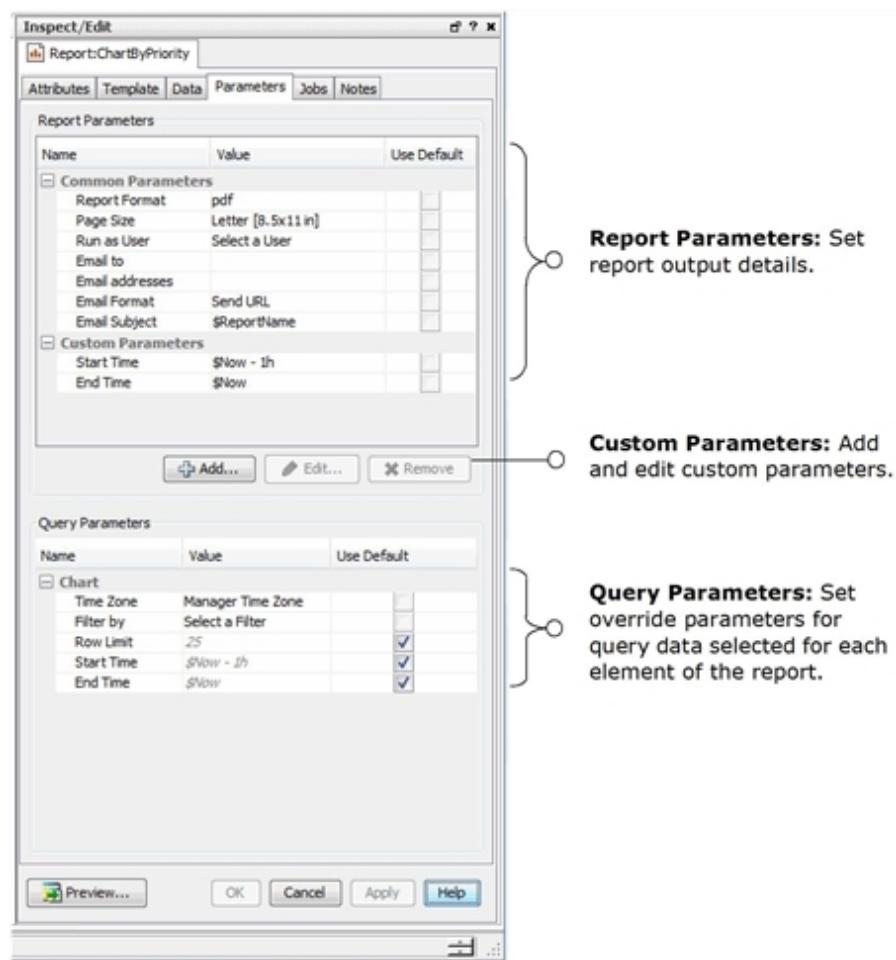 Inspect/Edit
Report:ChartByPriority
Attributes Template Data Parameters Jobs Notes
Report Parameters
Name Value Use Default
Common Parameters
Report Format pdf
Page Size Letter [8.5x11 in]
Run as User Select a User
Email to
Email addresses
Email Format Send URL
Email Subject $ReportName
Custom Parameters
Start Time $Now - 1h
End Time $Now
Add... Edit... Remove
Query Parameters
Name Value Use Default
Chart
Time Zone Manager Time Zone
Filter by Select a Filter
Row Limit 25
Start Time $Now - 1h
End Time $Now
Preview... OK Cancel Apply Help
Report Parameters: Set
report output details.
Custom Parameters: Add
and edit custom parameters.
Query Parameters: Set
override parameters for
query data selected for each
element of the report.